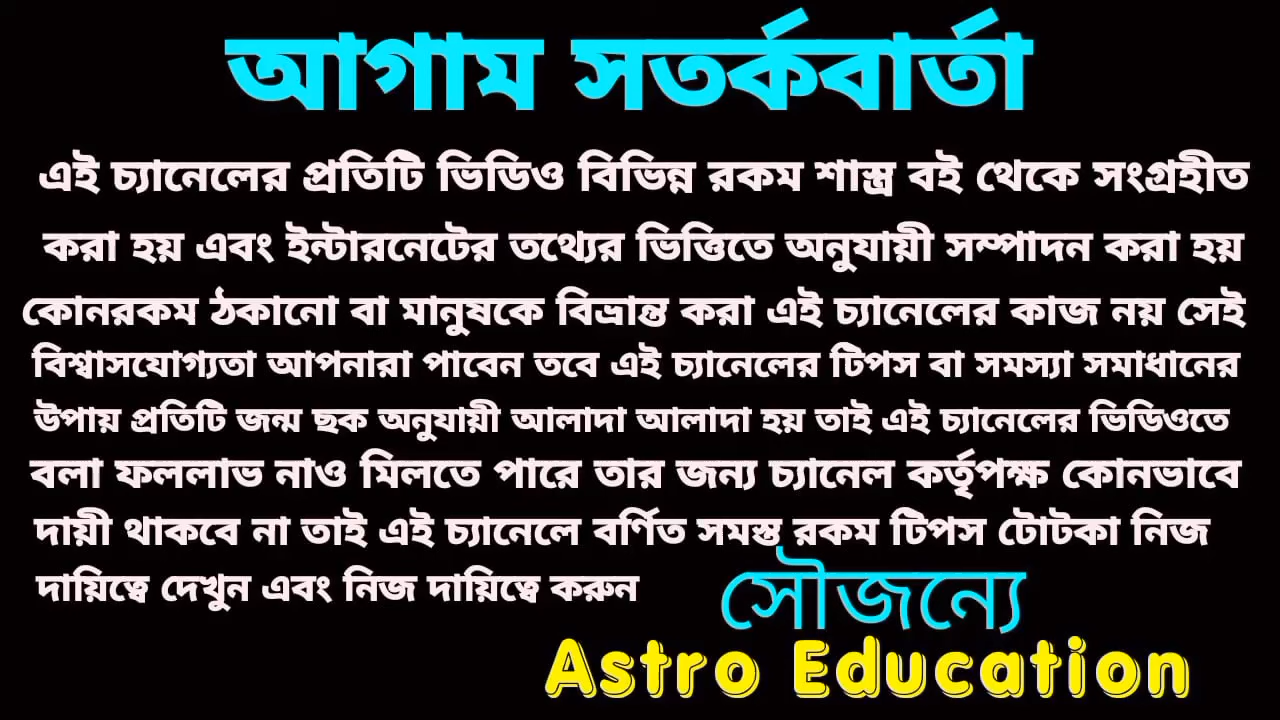 আগাম সতর্কবার্তা
এই চ্যানেলের প্রতিটি ভিডিও বিভিন্ন রকম শাস্ত্র বই থেকে সংগ্রহীত
করা হয় এবং ইন্টারনেটের তথ্যের ভিত্তিতে অনুযায়ী সম্পাদন করা হয়
কোনরকম ঠকানো বা মানুষকে বিভ্রান্ত করা এই চ্যানেলের কাজ নয় সেই
বিশ্বাসযোগ্যতা আপনারা পাবেন তবে এই চ্যানেলের টিপস বা সমস্যা সমাধানের
উপায় প্রতিটি জন্ম ছক অনুযায়ী আলাদা আলাদা হয় তাই এই চ্যানেলের ভিডিওতে
বলা ফললাভ নাও মিলতে পারে তার জন্য চ্যানেল কর্তৃপক্ষ কোনভাবে
দায়ী থাকবে না তাই এই চ্যানেলে বর্ণিত সমস্ত রকম টিপস টোটকা নিজ
দায়িত্বে দেখুন এবং নিজ দায়িত্বে করুন
সৌজন্যে
Astro Education